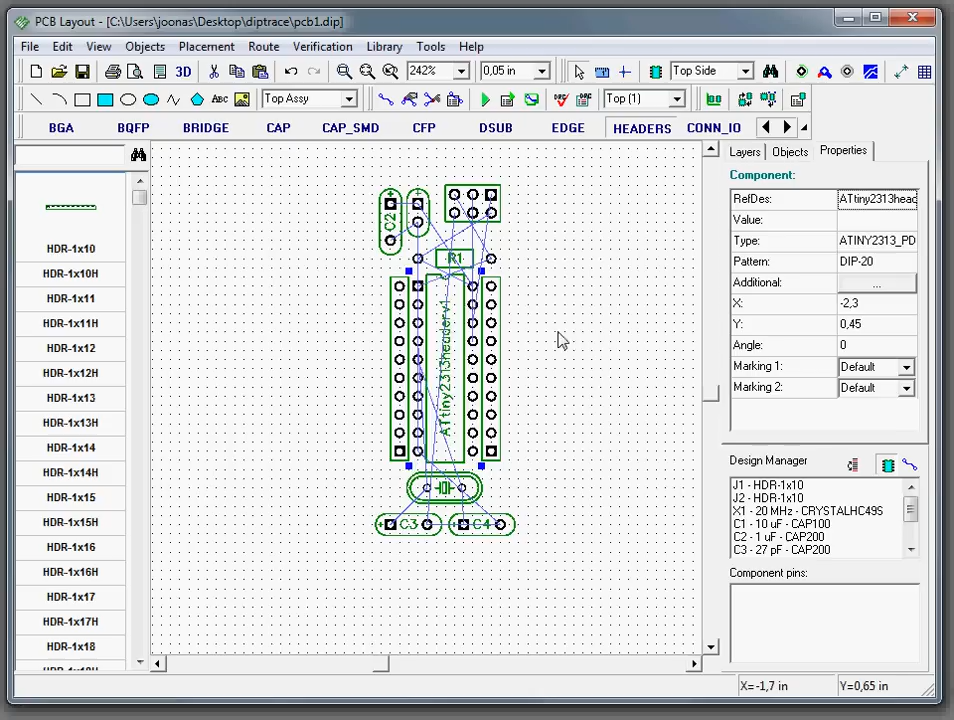 PCB Layout - [C:\Users\joonas\Desktop\diptrace\pcb1.dip]
File Edit View Objects Placement Route Verification Library Tools Help
3D 242% 0,05 in Top Side
ABC Top Assy Top (1)
BGA BQFP BRIDGE CAP CAP_SMD CFP DSUB EDGE HEADERS CONN_IO
Layers Objects Properties
Component:
RefDes: ATtiny2313head
Value:
Type: ATINY2313_PD
Pattern: DIP-20
Additional: ...
X: -2,3
Y: 0,45
Angle: 0
Marking 1: Default
Marking 2: Default
HDR-1x10
HDR-1x10H
HDR-1x11
HDR-1x11H
HDR-1x12
HDR-1x12H
HDR-1x13
HDR-1x13H
HDR-1x14
HDR-1x14H
HDR-1x15
HDR-1x15H
HDR-1x16
HDR-1x16H
HDR-1x17
HDR-1x17H
HDR-1x18
C2
R1
ATtiny2313headerv1
C3 C4
Design Manager
J1 - HDR-1x10
J2 - HDR-1x10
X1 - 20 MHz - CRYSTALHC49S
C1 - 10 uF - CAP100
C2 - 1 uF - CAP200
C3 - 27 pF - CAP200
Component pins:
X=-1,7 in Y=0,65 in